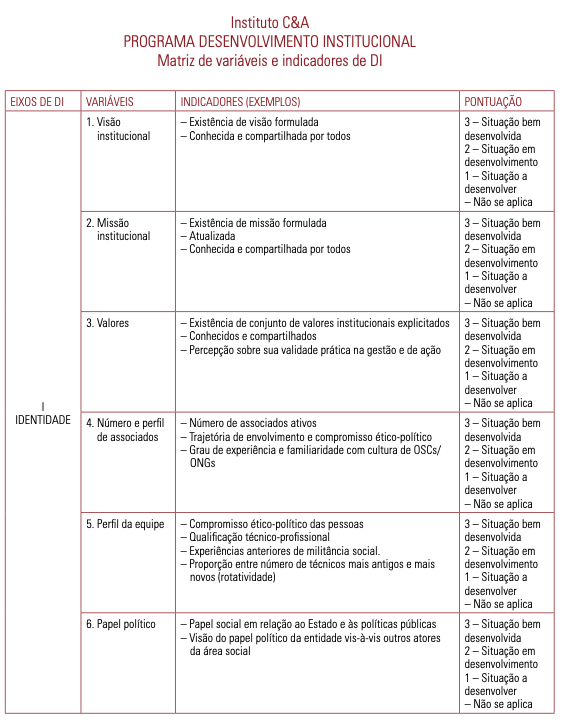 Instituto C&A
PROGRAMA DESENVOLVIMENTO INSTITUCIONAL
Matriz de variáveis e indicadores de DI
EIXOS DE DI
VARIÁVEIS
INDICADORES (EXEMPLOS)
PONTUAÇÃO
I
IDENTIDADE
1. Visão
institucional
– Existência de visão formulada
– Conhecida e compartilhada por todos
3 – Situação bem
desenvolvida
2 – Situação em
desenvolvimento
1 – Situação a
desenvolver
– Não se aplica
2. Missão
institucional
– Existência de missão formulada
– Atualizada
– Conhecida e compartilhada por todos
3 – Situação bem
desenvolvida
2 – Situação em
desenvolvimento
1 – Situação a
desenvolver
– Não se aplica
3. Valores
– Existência de conjunto de valores institucionais explicitados
– Conhecidos e compartilhados
– Percepção sobre sua validade prática na gestão e de ação
3 – Situação bem
desenvolvida
2 – Situação em
desenvolvimento
1 – Situação a
desenvolver
– Não se aplica
4. Número e perfil
de associados
– Número de associados ativos
– Trajetória de envolvimento e compromisso ético-político
– Grau de experiência e familiaridade com cultura de OSCs/
ONGs
3 – Situação bem
desenvolvida
2 – Situação em
desenvolvimento
1 – Situação a
desenvolver
– Não se aplica
5. Perfil da equipe
– Compromisso ético-político das pessoas
– Qualificação técnico-profissional
– Experiências anteriores de militância social.
– Proporção entre número de técnicos mais antigos e mais
novos (rotatividade)
3 – Situação bem
desenvolvida
2 – Situação em
desenvolvimento
1 – Situação a
desenvolver
– Não se aplica
6. Papel político
– Papel social em relação ao Estado e às políticas públicas
– Visão do papel político da entidade vis-à-vis outros atores
da área social
3 – Situação bem
desenvolvida
2 – Situação em
desenvolvimento
1 – Situação a
desenvolver
– Não se aplica